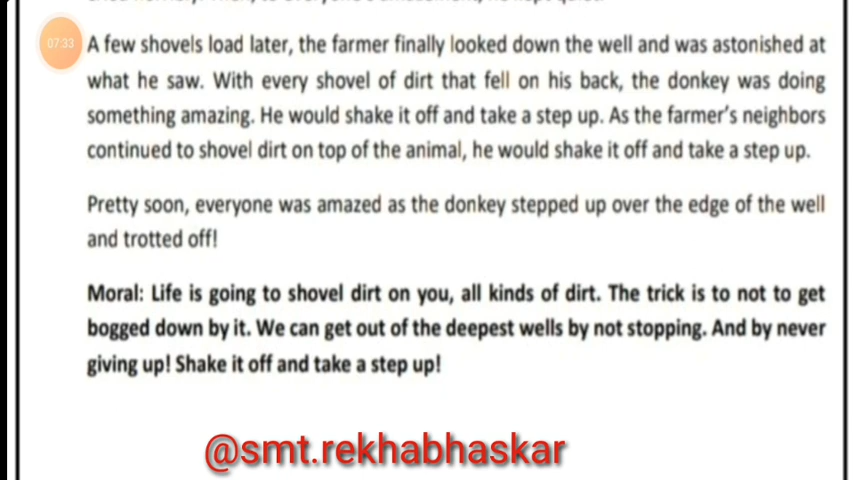 07:33
A few shovels load later, the farmer finally looked down the well and was astonished at
what he saw. With every shovel of dirt that fell on his back, the donkey was doing
something amazing. He would shake it off and take a step up. As the farmer's neighbors
continued to shovel dirt on top of the animal, he would shake it off and take a step up.
Pretty soon, everyone was amazed as the donkey stepped up over the edge of the well
and trotted off!
Moral: Life is going to shovel dirt on you, all kinds of dirt. The trick is to not to get
bogged down by it. We can get out of the deepest wells by not stopping. And by never
giving up! Shake it off and take a step up!
@smt.rekhabhaskar